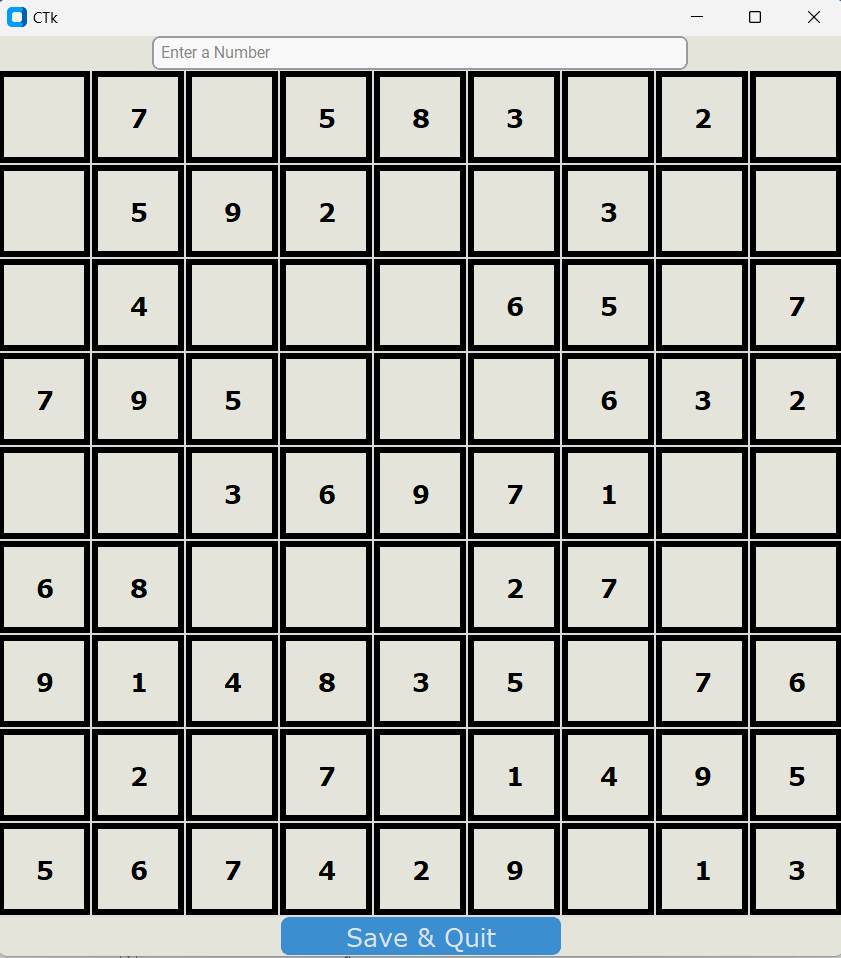 CTk
Enter a Number
7 5 8 3 2
5 9 2 3
4 6 5 7
7 9 5 6 3 2
3 6 9 7 1
6 8 2 7
9 1 4 8 3 5 7 6
2 7 1 4 9 5
5 6 7 4 2 9 1 3
Save & Quit